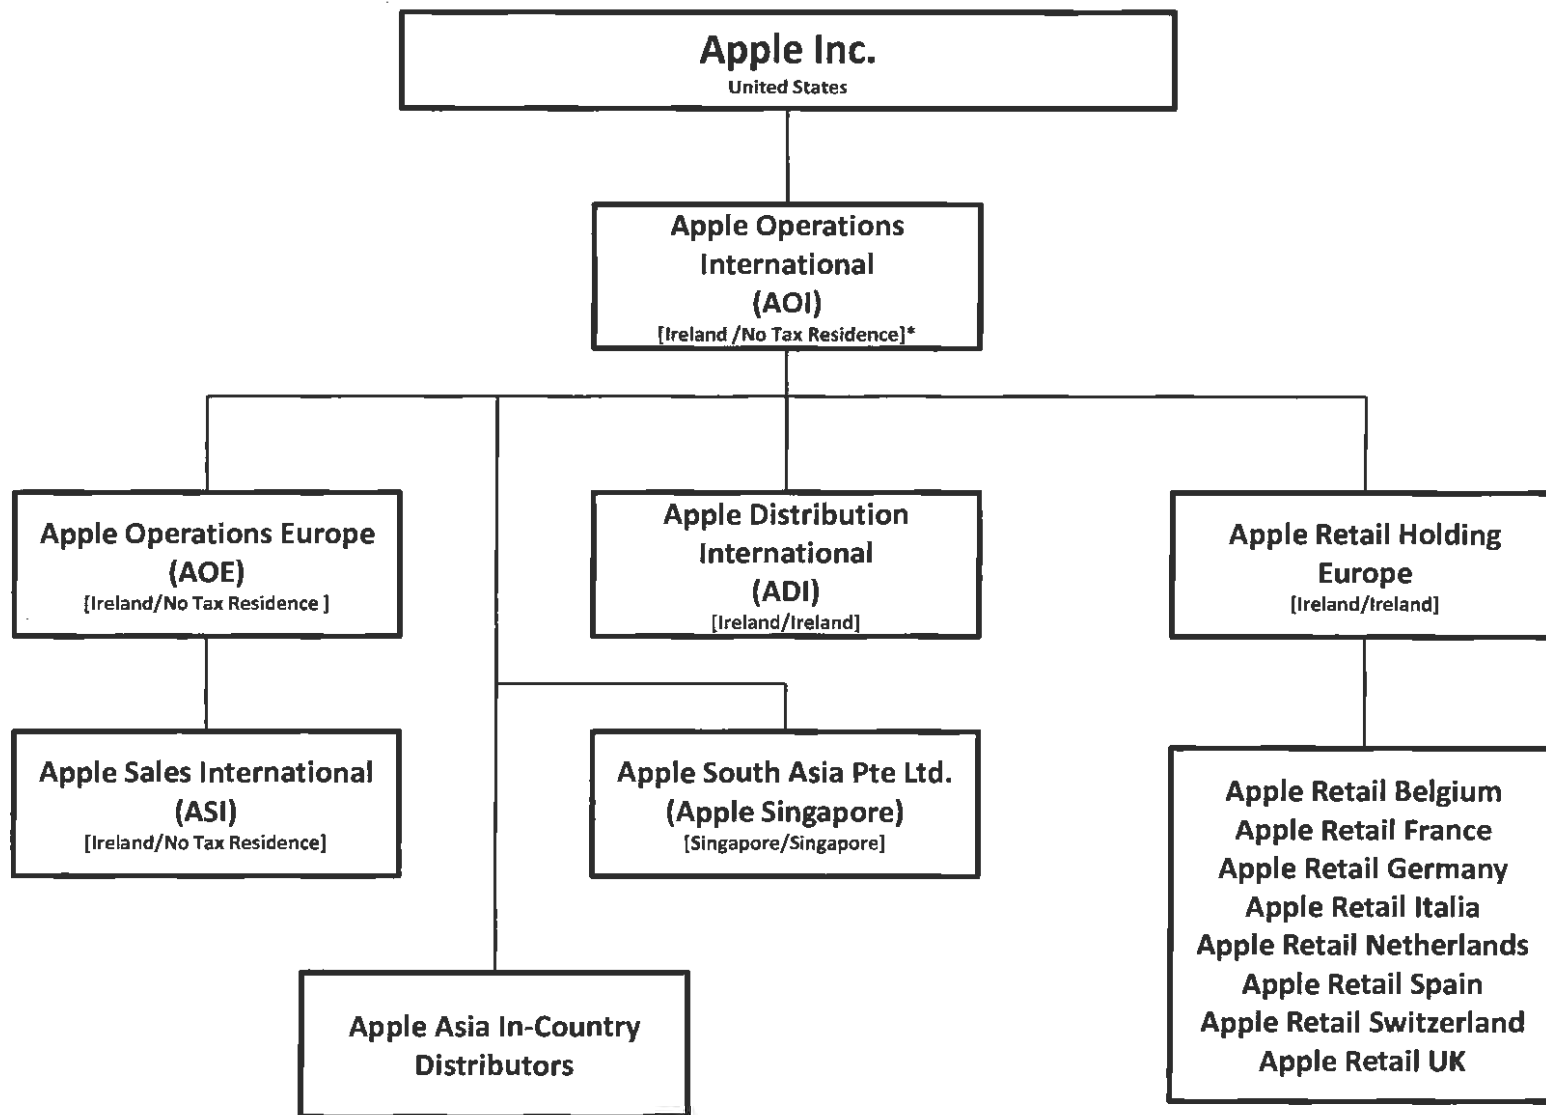 Apple Inc.
United States
Apple Operations
International
(AOI)
[Ireland /No Tax Residence]*
Apple Operations Europe
(AOE)
[Ireland/No Tax Residence ]
Apple Distribution
International
(ADI)
[Ireland/Ireland]
Apple Retail Holding
Europe
[Ireland/Ireland]
Apple Sales International
(ASI)
[Ireland/No Tax Residence]
Apple South Asia Pte Ltd.
(Apple Singapore)
[Singapore/Singapore]
Apple Retail Belgium
Apple Retail France
Apple Retail Germany
Apple Retail Italia
Apple Retail Netherlands
Apple Retail Spain
Apple Retail Switzerland
Apple Retail UK
Apple Asia In-Country
Distributors